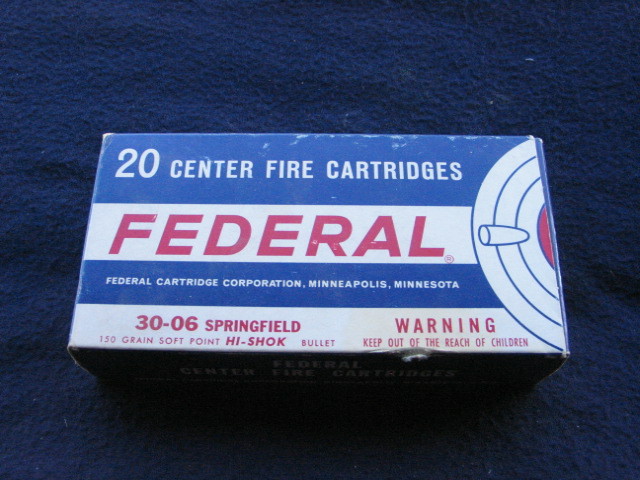 20 CENTER FIRE CARTRIDGES
FEDERAL®
FEDERAL CARTRIDGE CORPORATION, MINNEAPOLIS, MINNESOTA
30-06 SPRINGFIELD
150 GRAIN SOFT POINT HI-SHOK BULLET
WARNING
KEEP OUT OF THE REACH OF CHILDREN
FEDERAL
CENTER FIRE CARTRIDGES